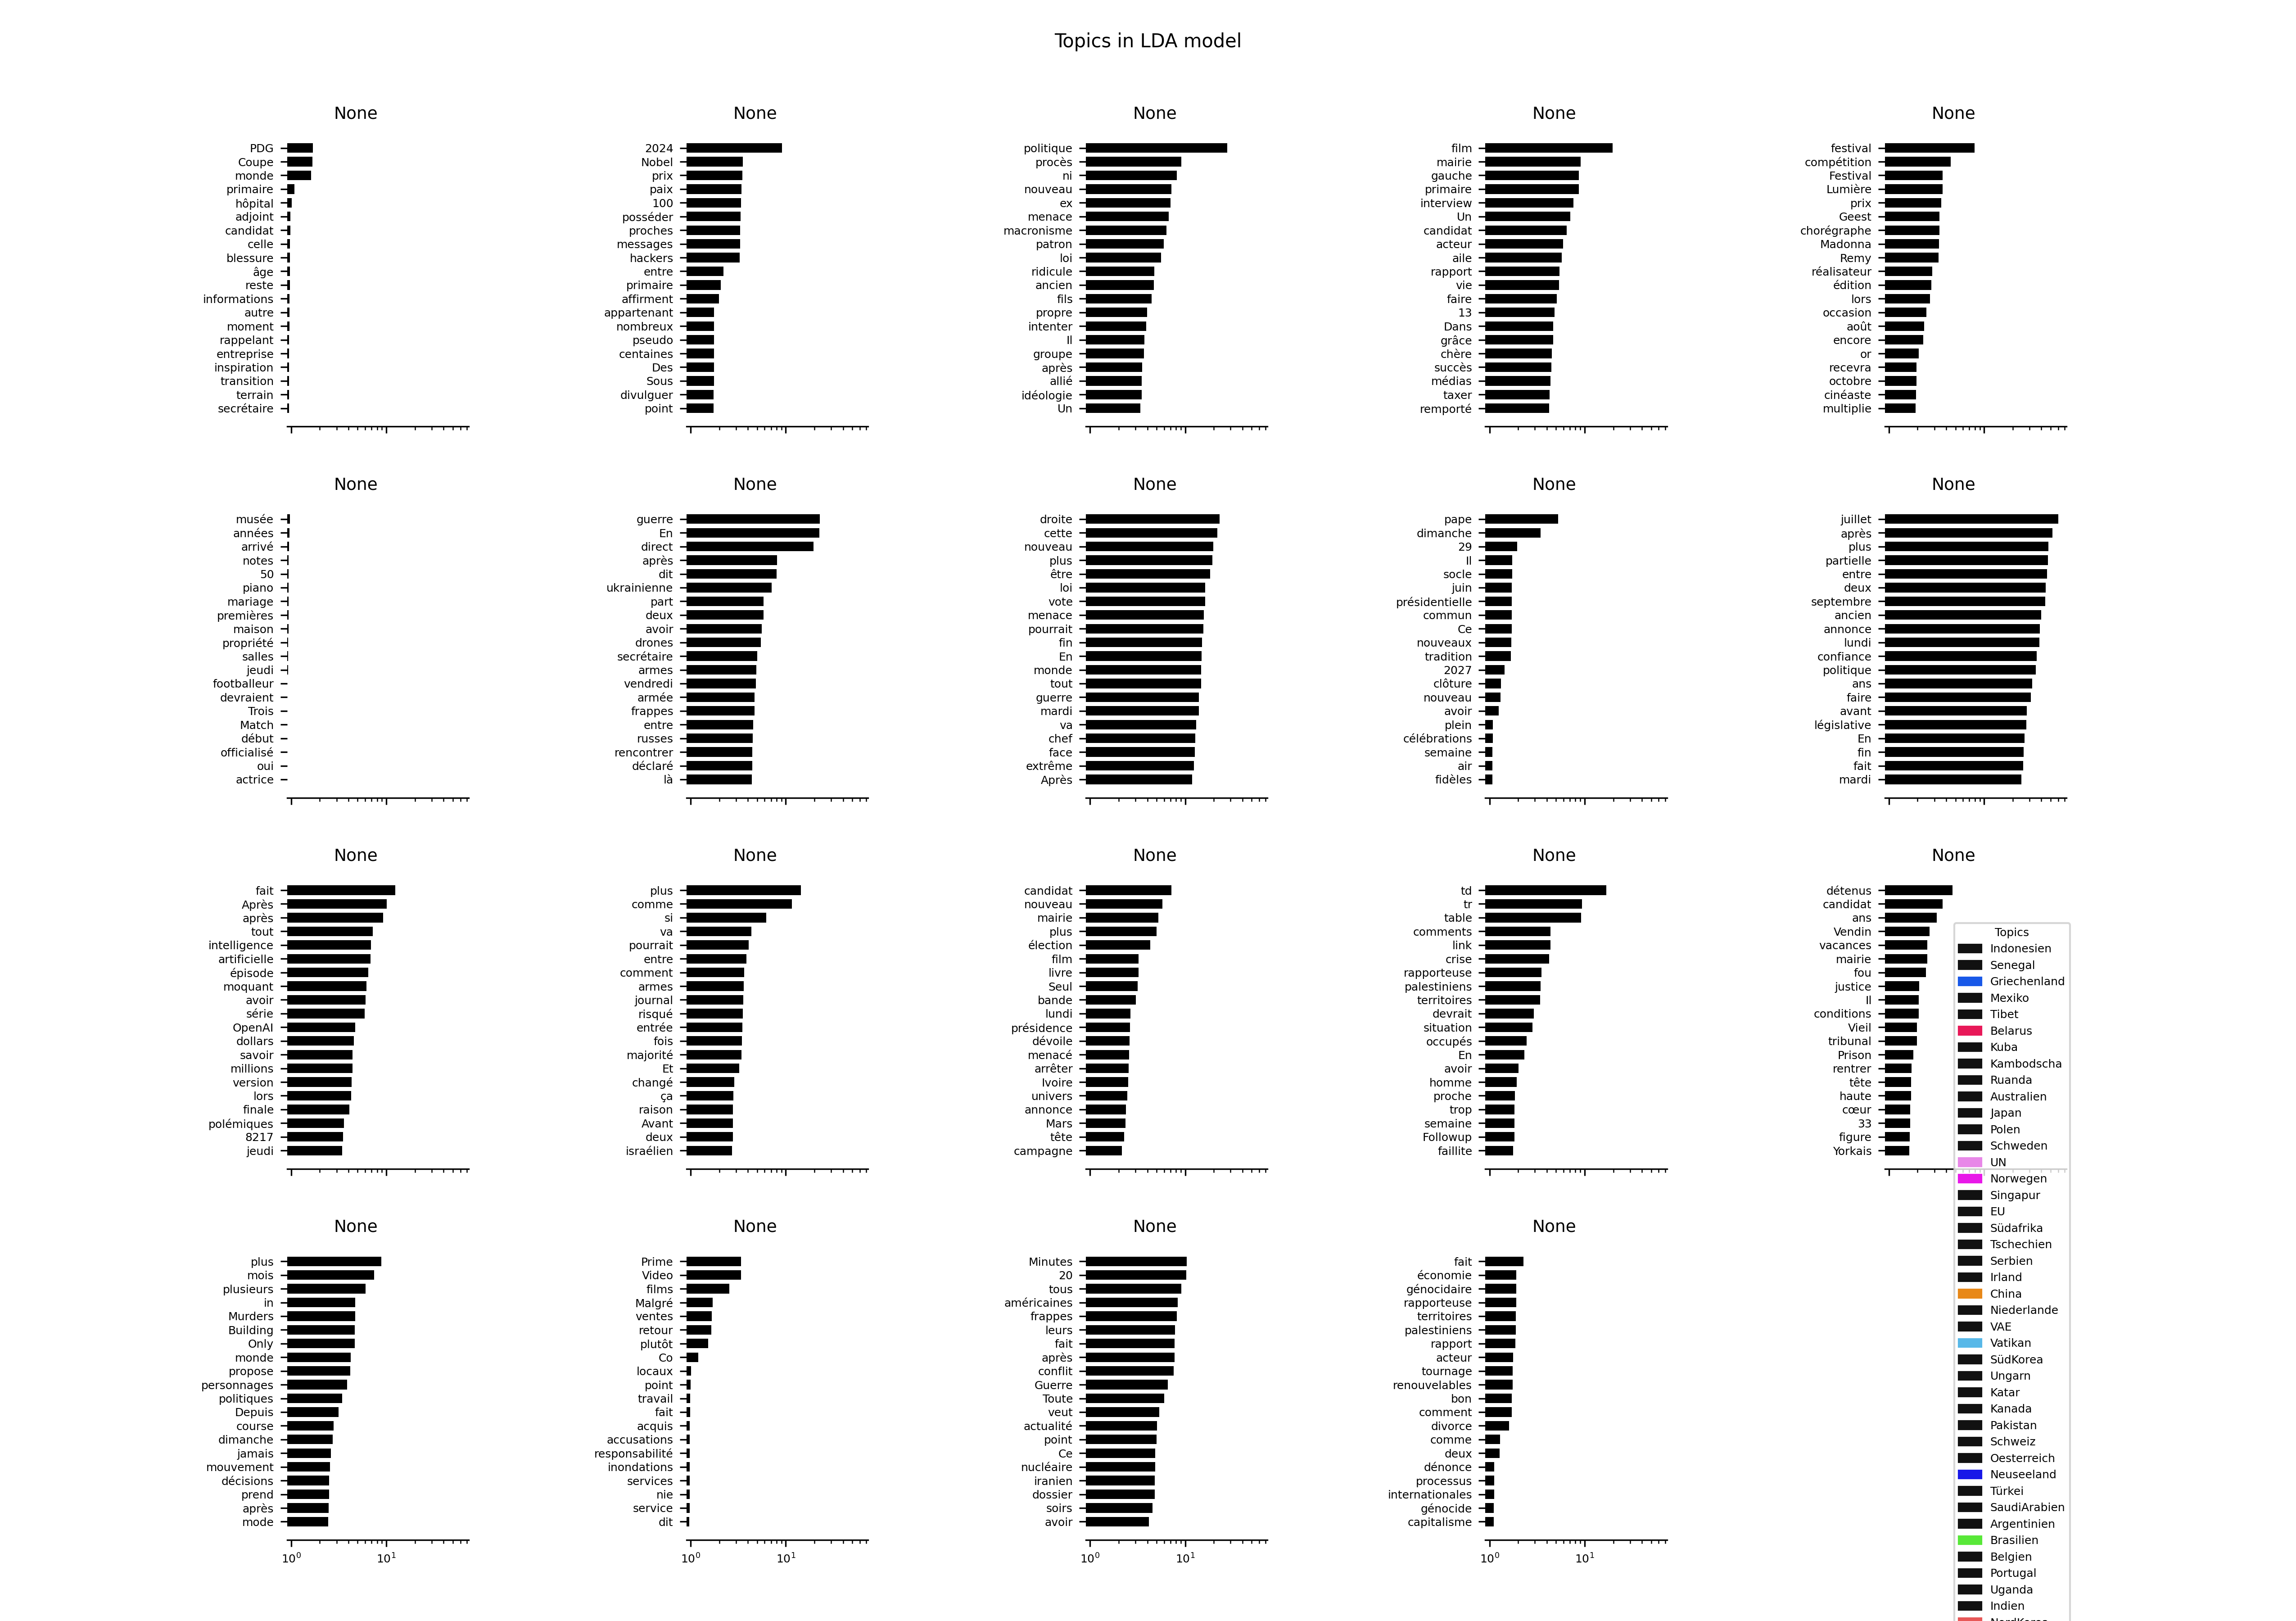 Topics in LDA model
None
PDG
Coupe
monde
primaire
hôpital
adjoint
candidat
celle
blessure
âge
reste
informations
autre
moment
rappelant
entreprise
inspiration
transition
terrain
secrétaire
None
2024
Nobel
prix
paix
100
posséder
proches
messages
hackers
entre
primaire
affirment
appartenant
nombreux
pseudo
centaines
Des
Sous
divulguer
point
None
politique
procès
ni
nouveau
ex
menace
macronisme
patron
loi
ridicule
ancien
fils
propre
intenter
Il
groupe
après
allié
idéologie
Un
None
film
mairie
gauche
primaire
interview
Un
candidat
acteur
aile
rapport
vie
faire
13
Dans
grâce
chère
succès
médias
taxer
remporté
None
festival
compétition
Festival
Lumière
prix
Geest
chorégraphe
Madonna
Remy
réalisateur
édition
lors
occasion
août
encore
or
recevra
octobre
cinéaste
multiplie
None
musée
années
arrivé
notes
50
piano
mariage
premières
maison
propriété
salles
jeudi
footballeur
devraient
Trois
Match
début
officialisé
oui
actrice
None
guerre
En
direct
après
dit
ukrainienne
part
deux
avoir
drones
secrétaire
armes
vendredi
armée
frappes
entre
russes
rencontrer
déclaré
là
None
droite
cette
nouveau
plus
être
loi
vote
menace
pourrait
fin
En
monde
tout
guerre
mardi
va
chef
face
extrême
Après
None
pape
dimanche
29
Il
socle
juin
présidentielle
commun
Ce
nouveaux
tradition
2027
clôture
nouveau
avoir
plein
célébrations
semaine
air
fidèles
None
juillet
après
plus
partielle
entre
deux
septembre
ancien
annonce
lundi
confiance
politique
ans
faire
avant
législative
En
fin
fait
mardi
None
fait
Après
après
tout
intelligence
artificielle
épisode
moquant
avoir
série
OpenAI
dollars
savoir
millions
version
lors
finale
polémiques
8217
jeudi
None
plus
comme
si
va
pourrait
entre
comment
armes
journal
risqué
entrée
fois
majorité
Et
changé
ça
raison
Avant
deux
israélien
None
candidat
nouveau
mairie
plus
élection
film
livre
Seul
bande
lundi
présidence
dévoile
menacé
arrêter
Ivoire
univers
annonce
Mars
tête
campagne
None
td
tr
table
comments
link
crise
rapporteuse
palestiniens
territoires
devrait
situation
occupés
En
avoir
homme
proche
trop
semaine
Followup
faillite
None
détenus
candidat
ans
Vendin
vacances
mairie
fou
justice
Il
conditions
Vieil
tribunal
Prison
rentrer
tête
haute
cœur
33
figure
Yorkais
None
plus
mois
plusieurs
in
Murders
Building
Only
monde
propose
personnages
politiques
Depuis
course
dimanche
jamais
mouvement
décisions
prend
après
mode
10⁰ 10¹
None
Prime
Video
films
Malgré
ventes
retour
plutôt
Co
locaux
point
travail
fait
acquis
accusations
responsabilité
inondations
services
nie
service
dit
10⁰ 10¹
None
Minutes
20
tous
américaines
frappes
leurs
fait
après
conflit
Guerre
Toute
veut
actualité
point
Ce
nucléaire
iranien
dossier
soirs
avoir
10⁰ 10¹
None
fait
économie
génocidaire
rapporteuse
territoires
palestiniens
rapport
acteur
tournage
renouvelables
bon
comment
divorce
comme
deux
dénonce
processus
internationales
génocide
capitalisme
10⁰ 10¹
Topics
Indonesien
Senegal
Griechenland
Mexiko
Tibet
Belarus
Kuba
Kambodscha
Ruanda
Australien
Japan
Polen
Schweden
UN
Norwegen
Singapur
EU
Südafrika
Tschechien
Serbien
Irland
China
Niederlande
VAE
Vatikan
SüdKorea
Ungarn
Katar
Kanada
Pakistan
Schweiz
Oesterreich
Neuseeland
Türkei
SaudiArabien
Argentinien
Brasilien
Belgien
Portugal
Uganda
Indien